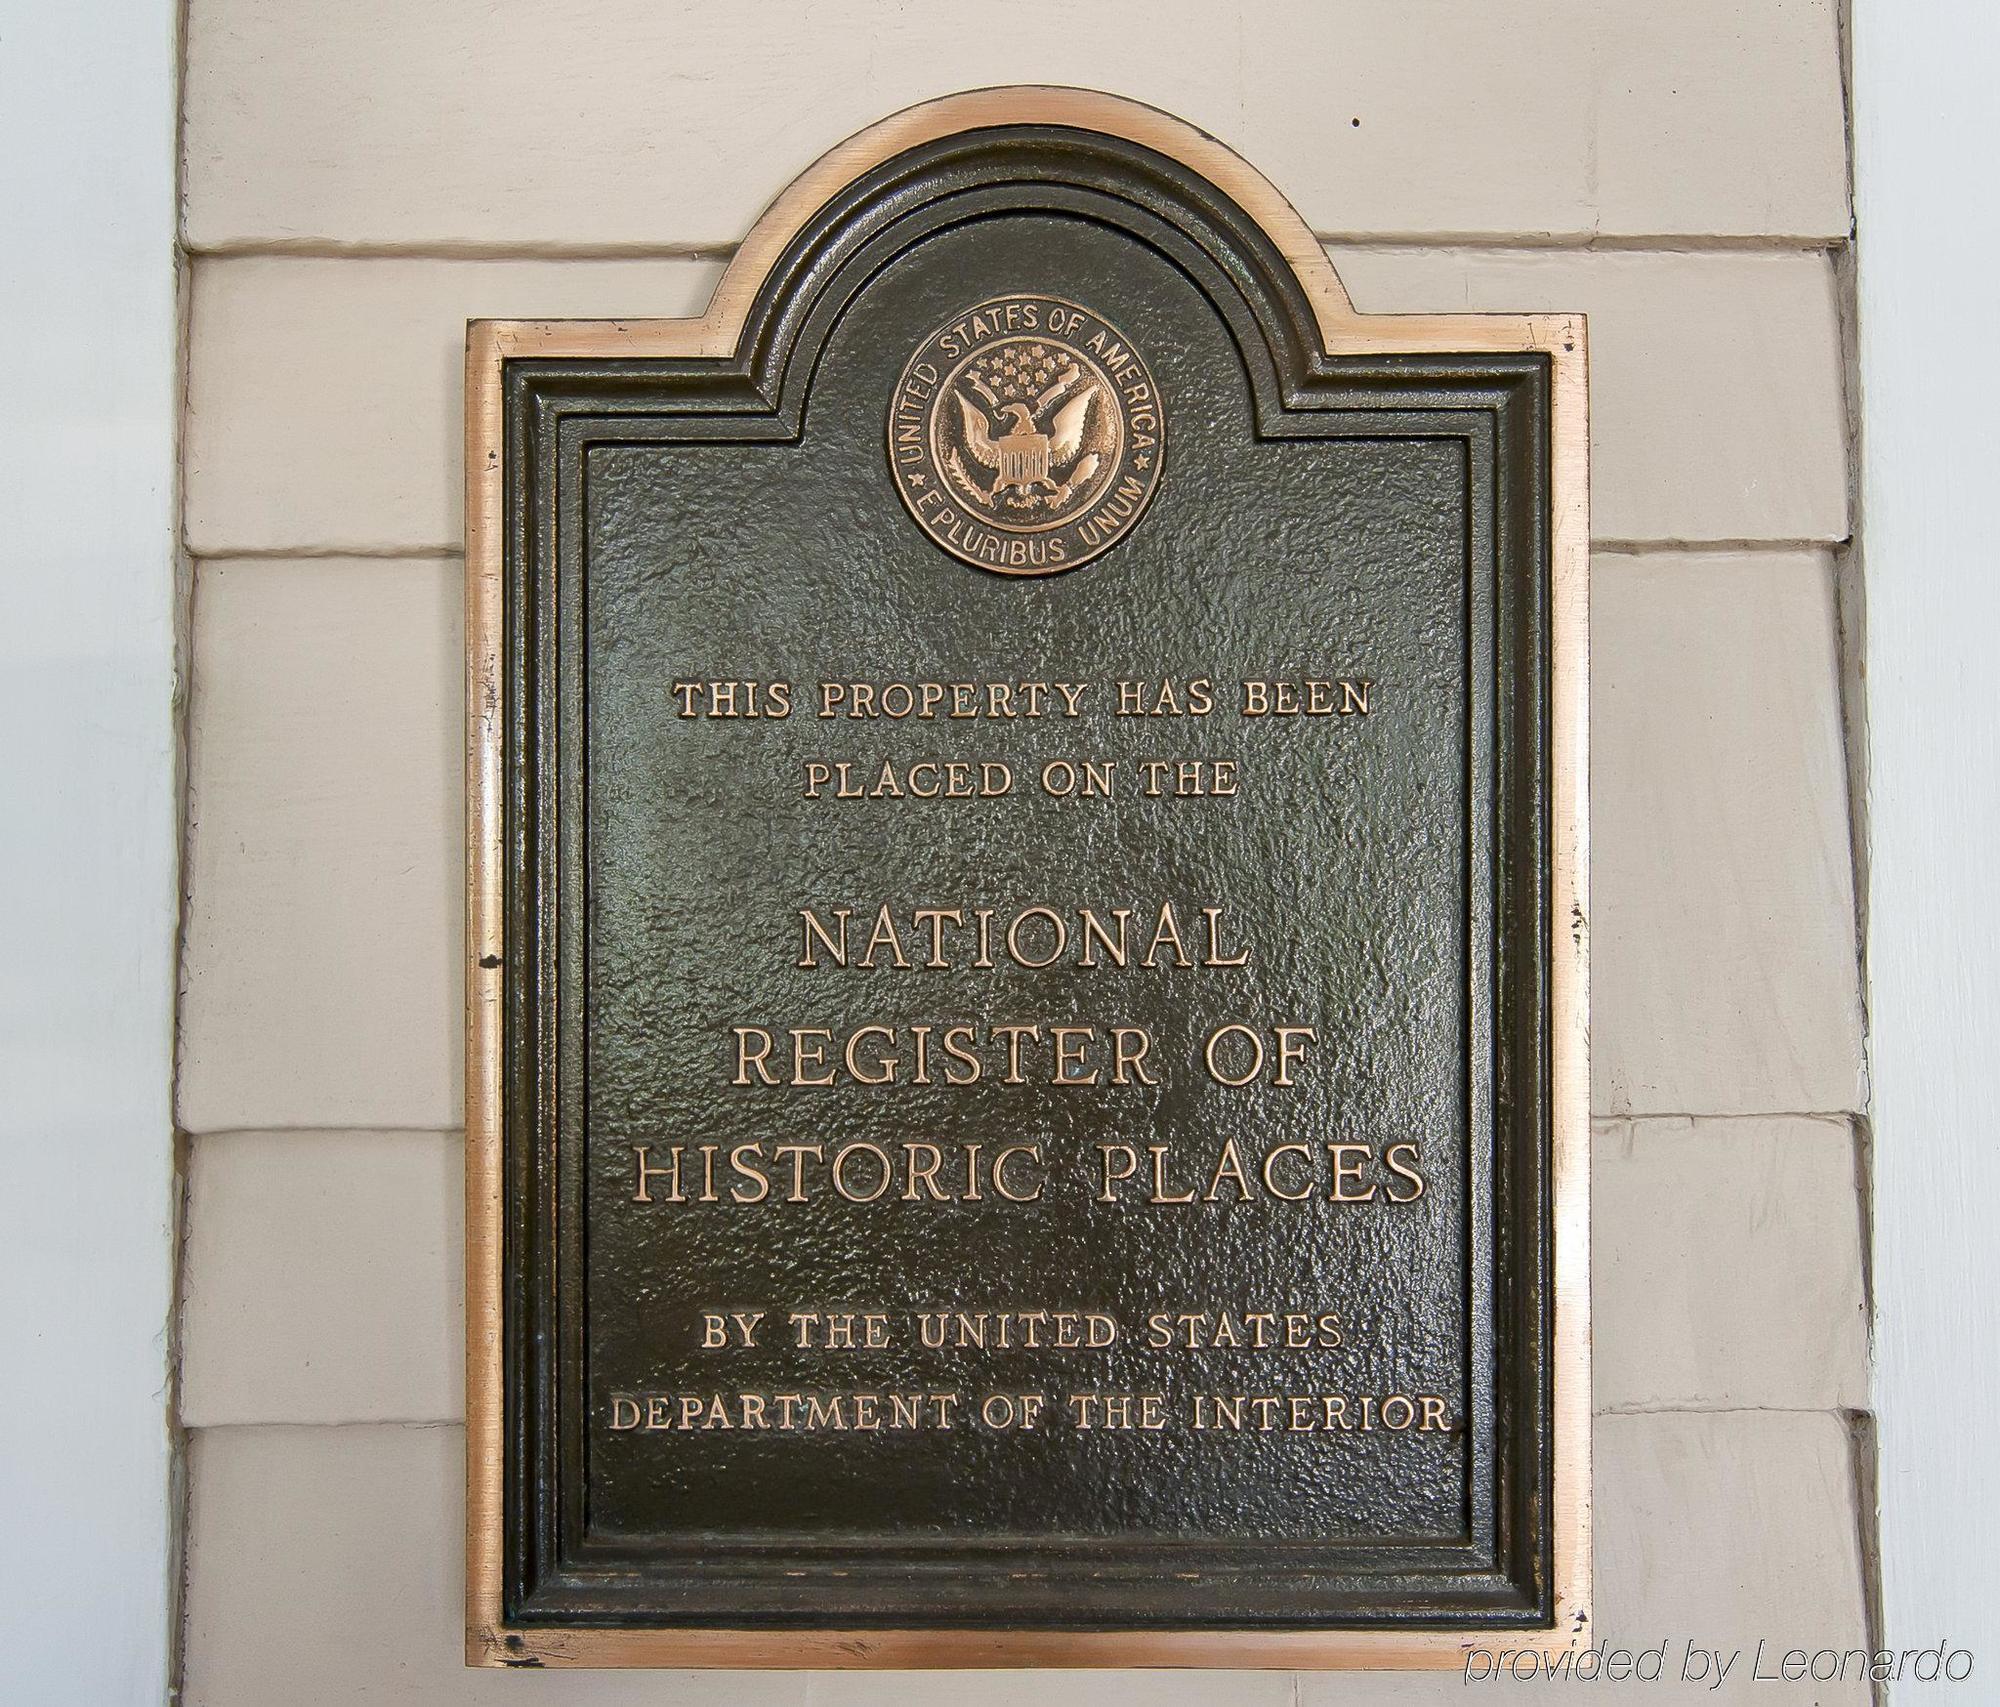 UNITED STATES OF AMERICA
E PLURIBUS UNUM
THIS PROPERTY HAS BEEN
PLACED ON THE
NATIONAL
REGISTER OF
HISTORIC PLACES
BY THE UNITED STATES
DEPARTMENT OF THE INTERIOR
provided by Leonardo